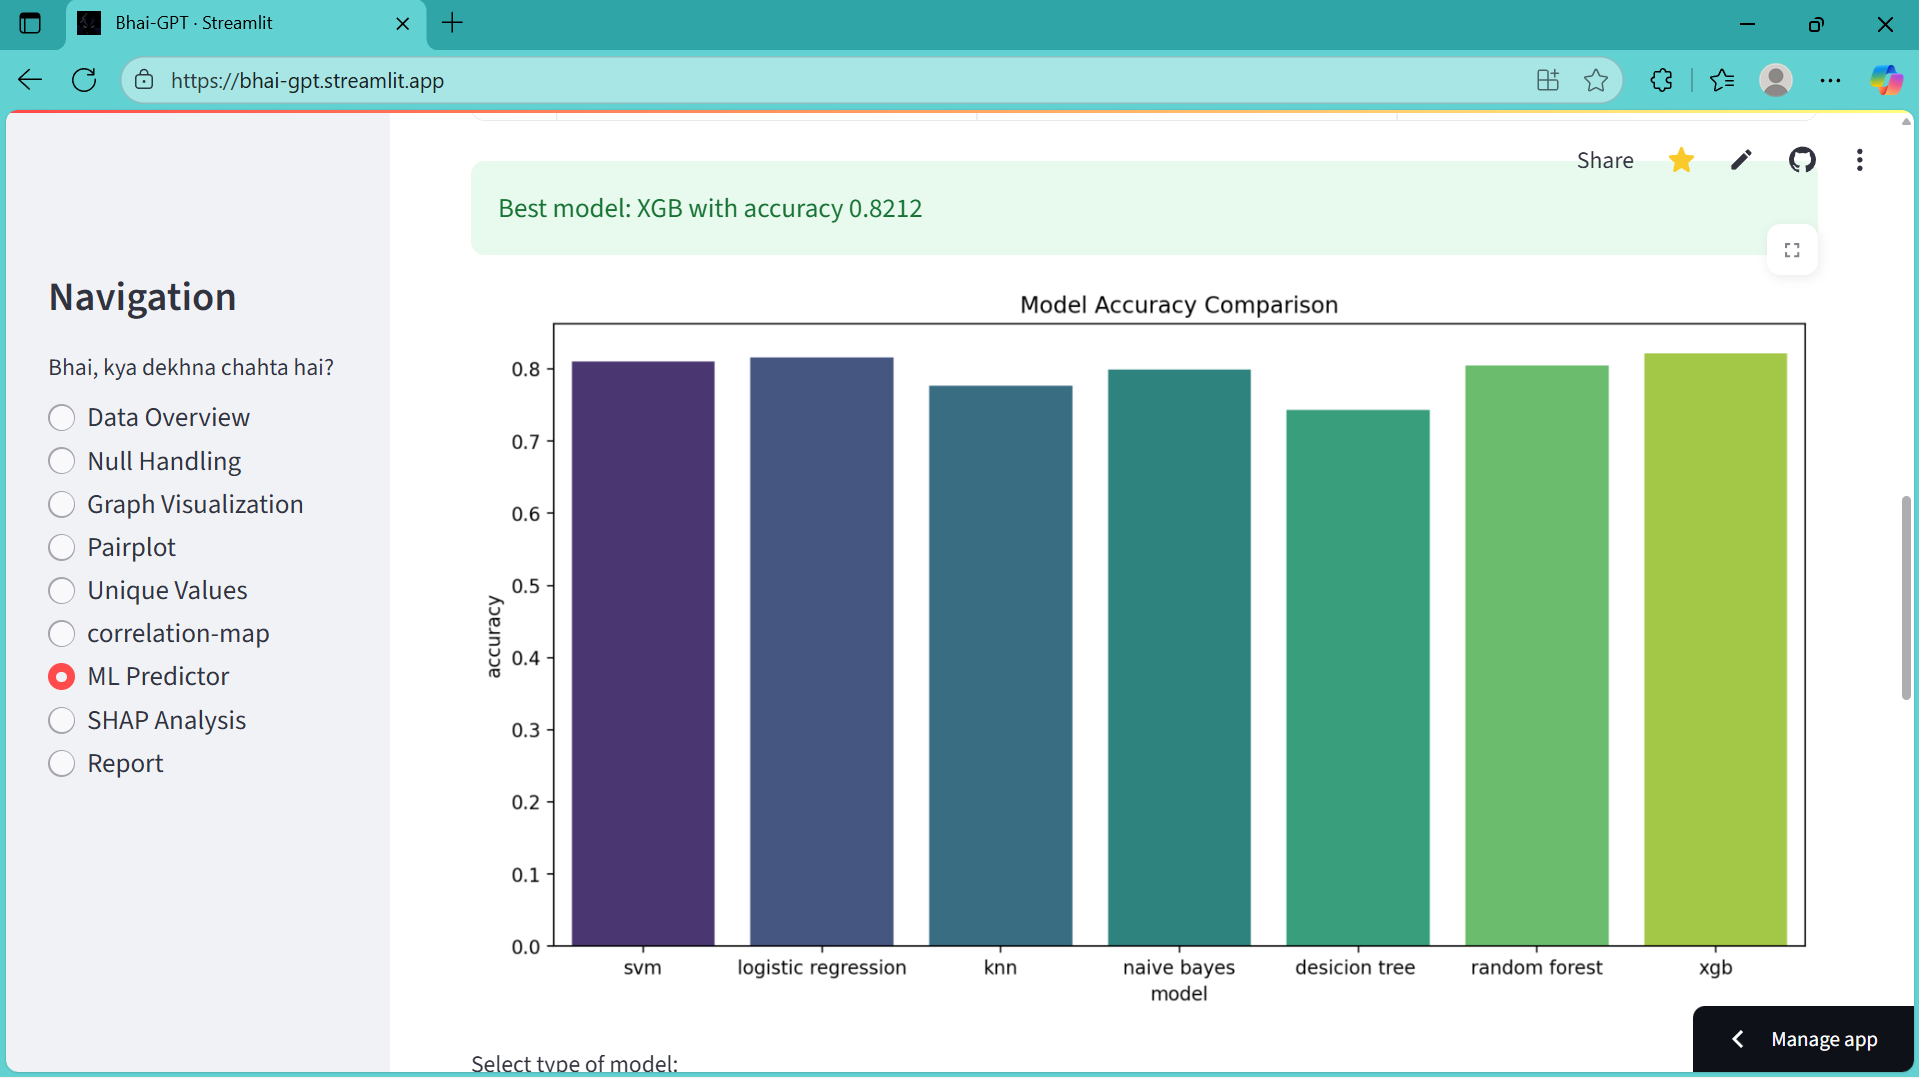 Bhai-GPT · Streamlit
https://bhai-gpt.streamlit.app
Share
Best model: XGB with accuracy 0.8212
Navigation
Bhai, kya dekhna chahta hai?
Data Overview
Null Handling
Graph Visualization
Pairplot
Unique Values
correlation-map
ML Predictor
SHAP Analysis
Report
Model Accuracy Comparison
accuracy
0.8
0.7
0.6
0.5
0.4
0.3
0.2
0.1
0.0
svm logistic regression knn naive bayes desicion tree random forest xgb
model
Select type of model:
Manage app